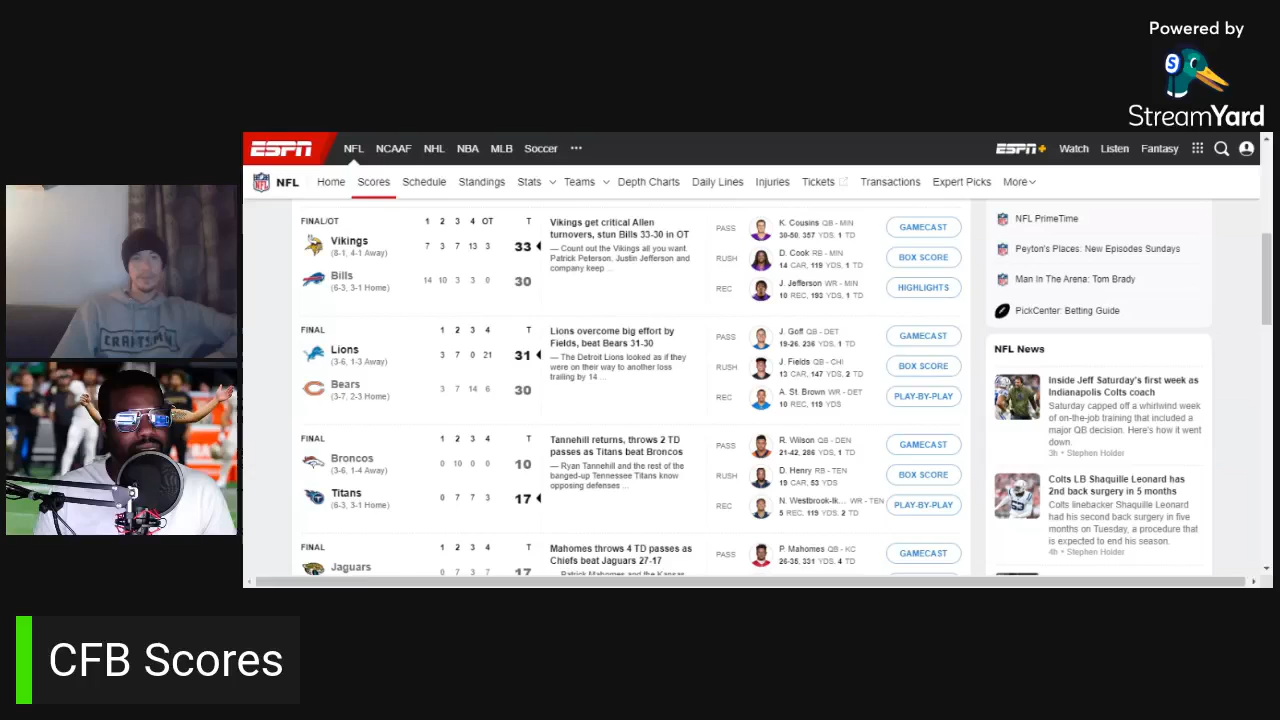 Powered by
StreamYard
ESPN NFL NCAAF NHL NBA MLB Soccer ••• ESPN+ Watch Listen Fantasy
NFL Home Scores Schedule Standings Stats Teams Depth Charts Daily Lines Injuries Tickets Transactions Expert Picks More
FINAL/OT 1 2 3 4 OT T
Vikings 7 3 7 13 3 33
(8-1, 4-1 Away)
Bills 14 10 3 3 0 30
(6-3, 3-1 Home)
Vikings get critical Allen
turnovers, stun Bills 33-30 in OT
— Count out the Vikings all you want.
Patrick Peterson, Justin Jefferson and
company keep ...
PASS K. Cousins QB - MIN
30-50, 357 YDS, 1 TD
RUSH D. Cook RB - MIN
14 CAR, 119 YDS, 1 TD
REC J. Jefferson WR - MIN
10 REC, 193 YDS, 1 TD
GAMECAST
BOX SCORE
HIGHLIGHTS
FINAL 1 2 3 4 T
Lions 3 7 0 21 31
(3-6, 1-3 Away)
Bears 3 7 14 6 30
(3-7, 2-3 Home)
Lions overcome big effort by
Fields, beat Bears 31-30
— The Detroit Lions looked as if they
were on their way to another loss
trailing by 14 ...
PASS J. Goff QB - DET
19-26, 236 YDS, 1 TD
RUSH J. Fields QB - CHI
13 CAR, 147 YDS, 2 TD
REC A. St. Brown WR - DET
10 REC, 119 YDS
GAMECAST
BOX SCORE
PLAY-BY-PLAY
FINAL 1 2 3 4 T
Broncos 0 10 0 0 10
(3-6, 1-4 Away)
Titans 0 7 7 3 17
(6-3, 3-1 Home)
Tannehill returns, throws 2 TD
passes as Titans beat Broncos
— Ryan Tannehill and the rest of the
banged-up Tennessee Titans know
opposing defenses ...
PASS R. Wilson QB - DEN
21-42, 286 YDS, 1 TD
RUSH D. Henry RB - TEN
19 CAR, 53 YDS
REC N. Westbrook-Ik... WR - TEN
5 REC, 119 YDS, 2 TD
GAMECAST
BOX SCORE
PLAY-BY-PLAY
FINAL 1 2 3 4 T
Jaguars 0 7 3 7 17
Mahomes throws 4 TD passes as
Chiefs beat Jaguars 27-17
— Patrick Mahomes and the Kansas
PASS P. Mahomes QB - KC
26-35, 331 YDS, 4 TD
GAMECAST
NFL PrimeTime
Peyton's Places: New Episodes Sundays
Man In The Arena: Tom Brady
PickCenter: Betting Guide
NFL News
Inside Jeff Saturday's first week as
Indianapolis Colts coach
Saturday capped off a whirlwind week
of on-the-job training that included a
major QB decision. Here's how it went
down.
3h • Stephen Holder
Colts LB Shaquille Leonard has
2nd back surgery in 5 months
Colts linebacker Shaquille Leonard
had his second back surgery in five
months on Tuesday, a procedure that
is expected to end his season.
4h • Stephen Holder
CRAFTSMAN
CFB Scores